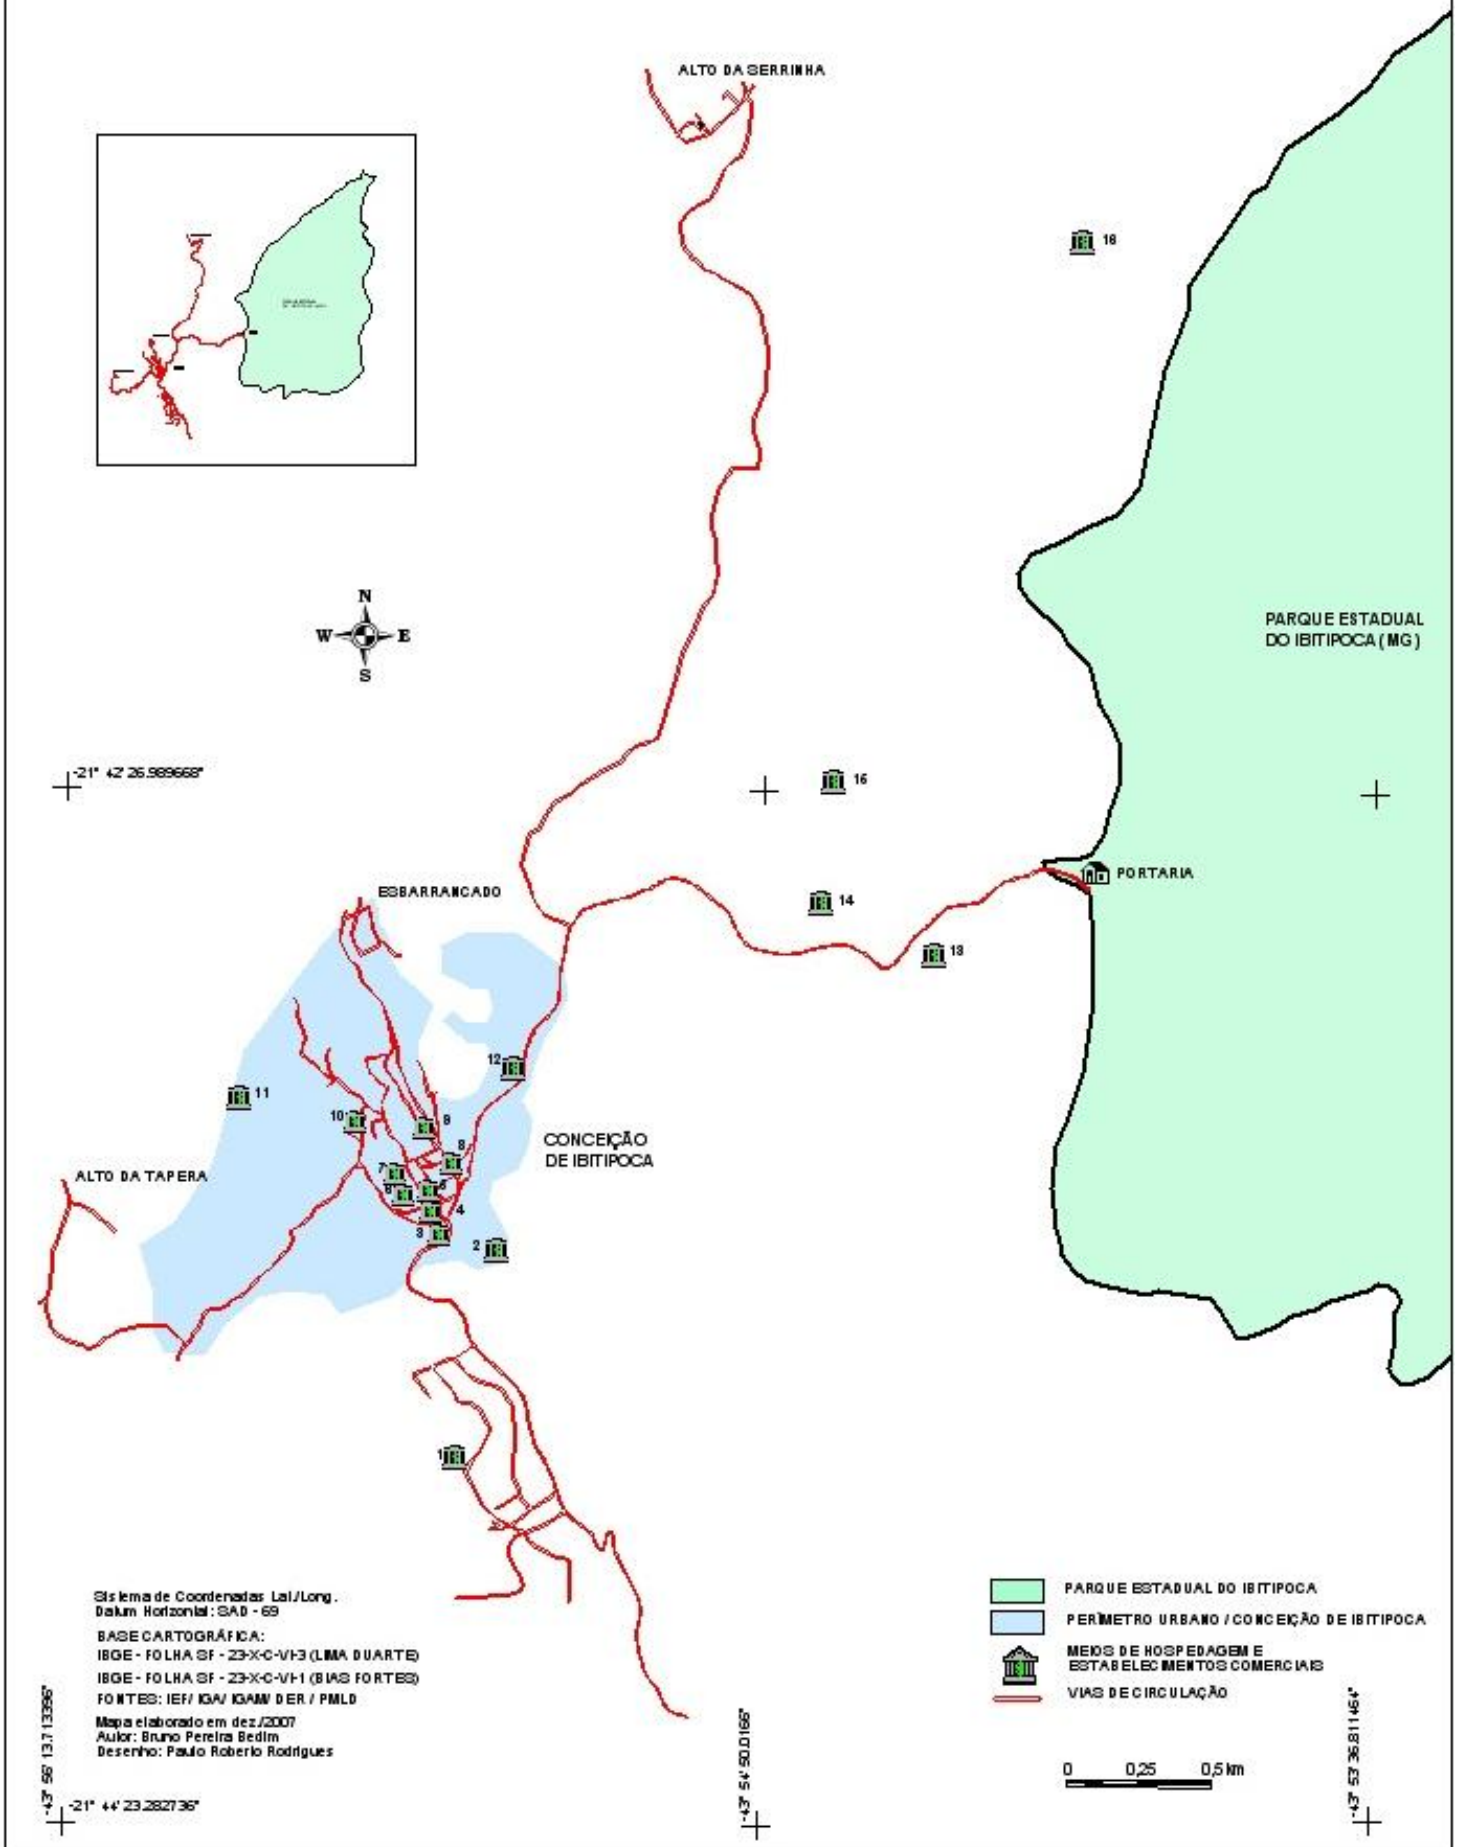 ALTO DA SERRINHA
16
N
W E
S
PARQUE ESTADUAL
DO IBITIPOCA (MG)
-21° 42' 26.989668"
15
ESBARRANCADO
PORTARIA
14
13
12
11
10
9
CONCEIÇÃO
DE IBITIPOCA
8
7
ALTO DA TAPERA
6
5
4
3
2
1
Sistema de Coordenadas Lat./Long.
Datum Horizontal: SAD - 69
BASE CARTOGRÁFICA:
IBGE - FOLHA SF - 23-X-C-VI-3 (LIMA DUARTE)
IBGE - FOLHA SF - 23-X-C-VI-1 (BIAS FORTES)
FONTES: IEF/ IGA/ IGAM/ DER / PMLD
Mapa elaborado em dez./2007
Autor: Bruno Pereira Bedim
Desenho: Paulo Roberto Rodrigues
PARQUE ESTADUAL DO IBITIPOCA
PERÍMETRO URBANO / CONCEIÇÃO DE IBITIPOCA
MEIOS DE HOSPEDAGEM E
ESTABELECIMENTOS COMERCIAIS
VIAS DE CIRCULAÇÃO
0 0,25 0,5 km
-43° 56' 13.713396"
-43° 54' 50.0166"
-43° 53' 36.811464"
-21° 44' 23.282736"